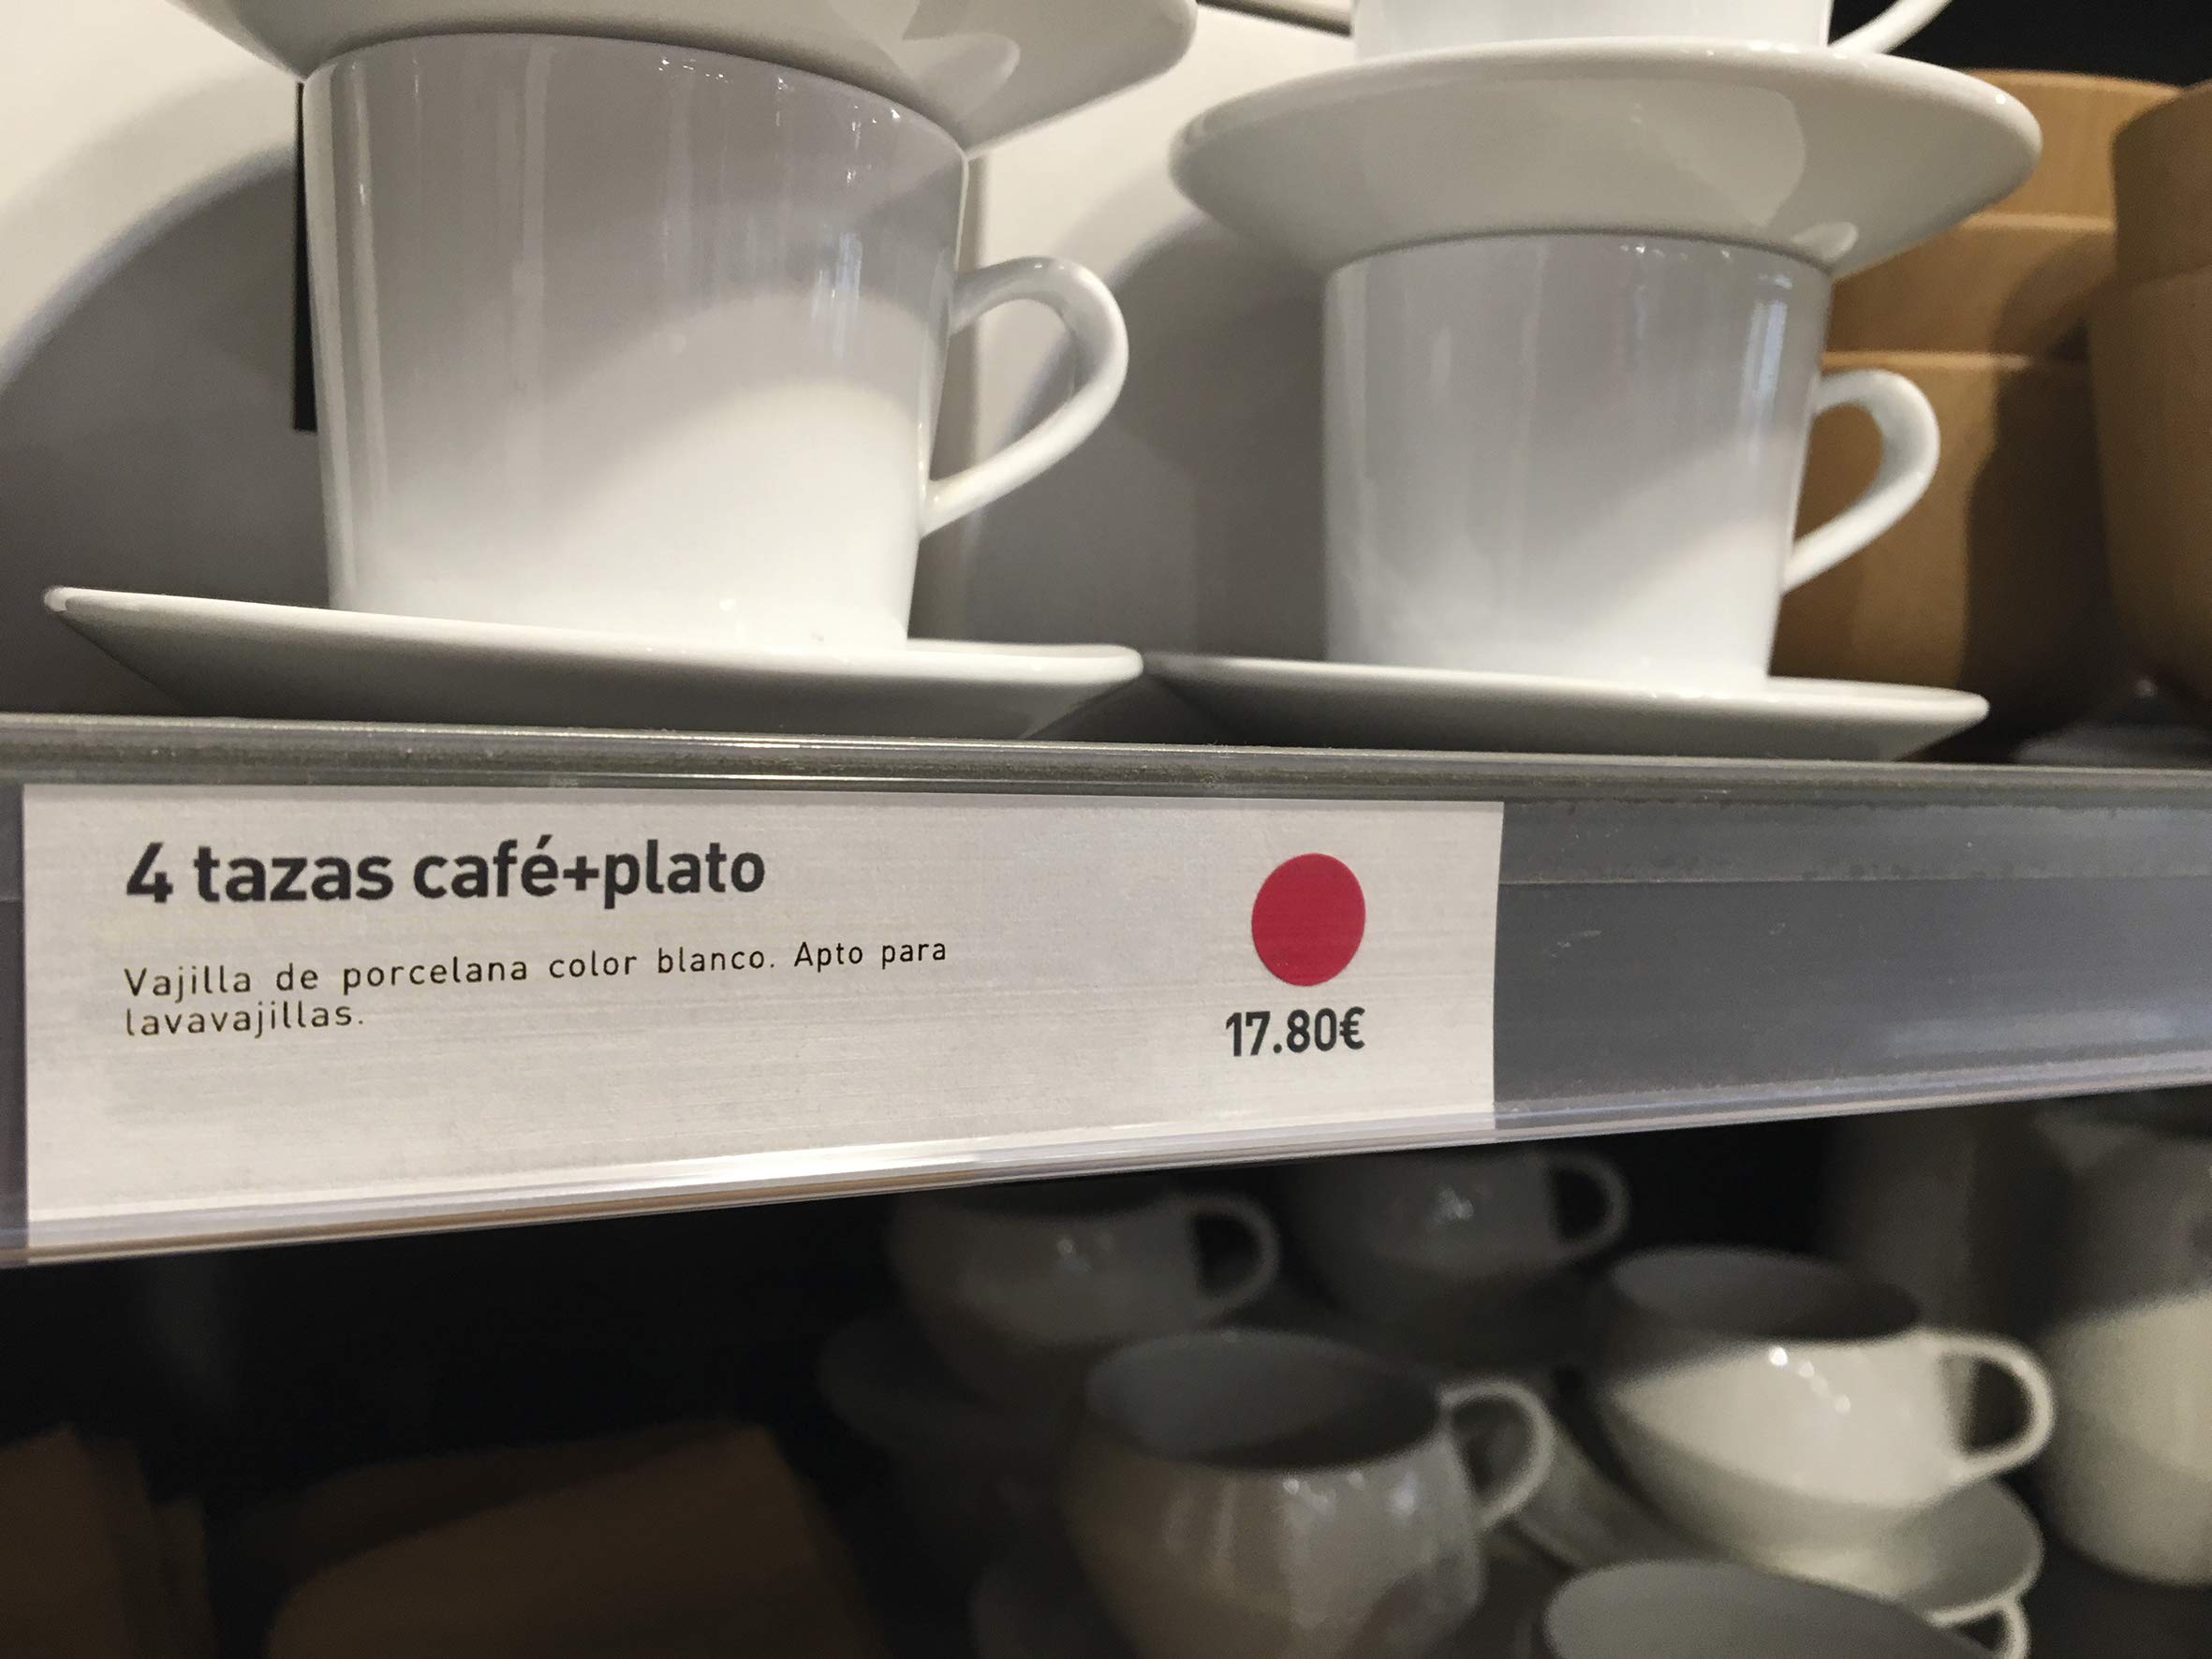 4 tazas café+plato
Vajilla de porcelana color blanco. Apto para
lavavajillas.
17.80€